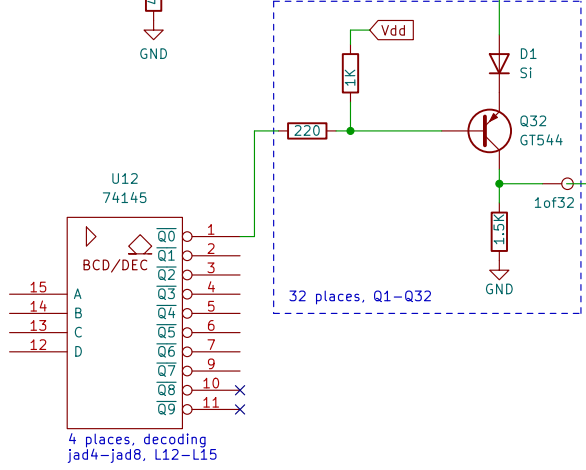 GND
Vdd
1K
D1
Si
220
Q32
GT544
1of32
1.5K
GND
32 places, Q1-Q32
U12
74145
BCD/DEC
15 A
14 B
13 C
12 D
Q0 1
Q1 2
Q2 3
Q3 4
Q4 5
Q5 6
Q6 7
Q7 9
Q8 10
Q9 11
4 places, decoding
jad4-jad8, L12-L15